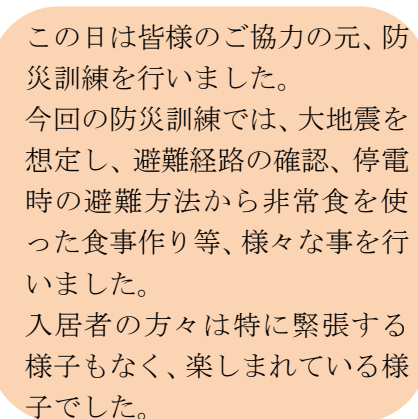 この日は皆様のご協力の元、防
災訓練を行いました。
今回の防災訓練では、大地震を
想定し、避難経路の確認、停電
時の避難方法から非常食を使
った食事作り等、様々な事を行
いました。
入居者の方々は特に緊張する
様子もなく、楽しまれている様
子でした。